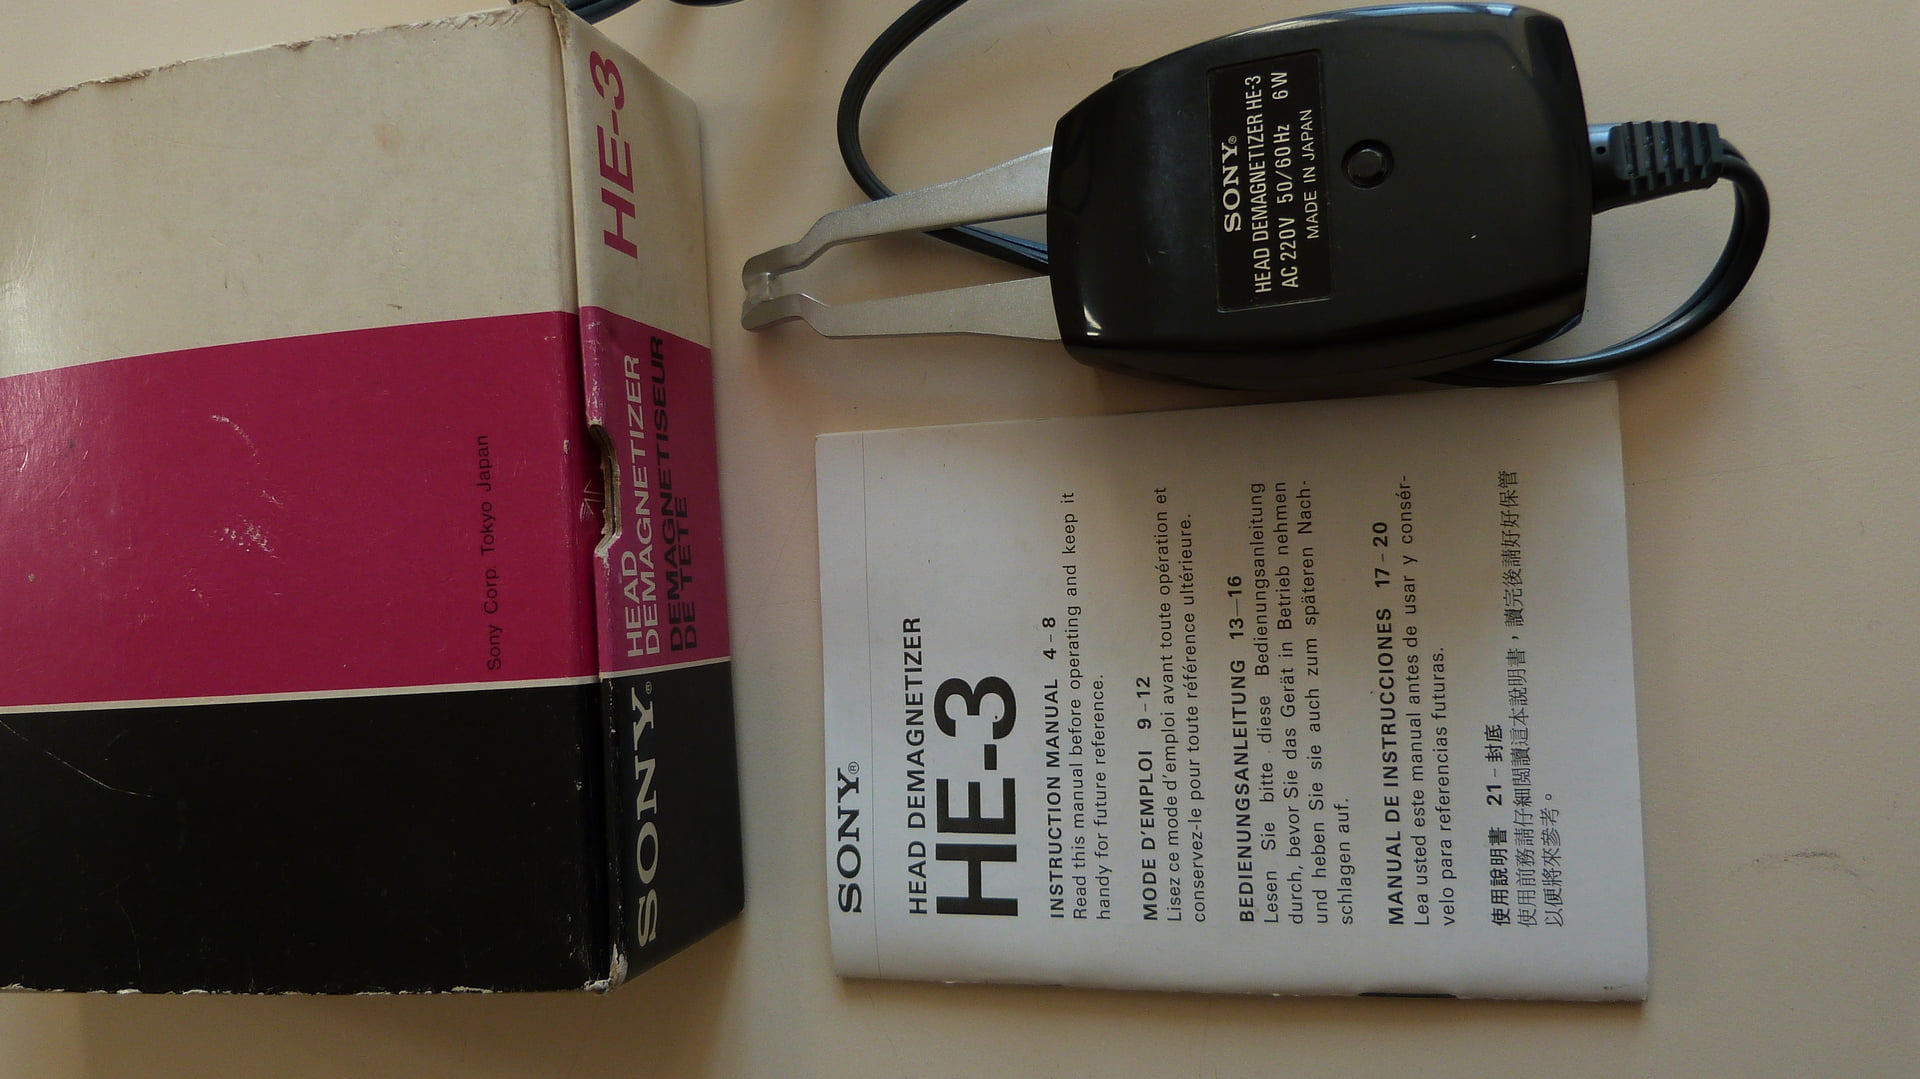 HE-3
HEAD
DEMAGNETIZER
DEMAGNETISEUR
DE TETE
SONY®
Sony Corp. Tokyo Japan
SONY®
HEAD DEMAGNETIZER HE-3
AC 220V 50/60Hz 6W
MADE IN JAPAN
SONY®
HEAD DEMAGNETIZER
HE-3
INSTRUCTION MANUAL 4-8
Read this manual before operating and keep it
handy for future reference.
MODE D'EMPLOI 9-12
Lisez ce mode d'emploi avant toute opération et
conservez-le pour toute référence ultérieure.
BEDIENUNGSANLEITUNG 13—16
Lesen Sie bitte diese Bedienungsanleitung
durch, bevor Sie das Gerät in Betrieb nehmen
und heben Sie sie auch zum späteren Nach-
schlagen auf.
MANUAL DE INSTRUCCIONES 17-20
Lea usted este manual antes de usar y consér-
velo para referencias futuras.
使用說明書 21-封底
使用前務請仔細閱讀這本說明書，讀完後請好好保管
以便將來參考。